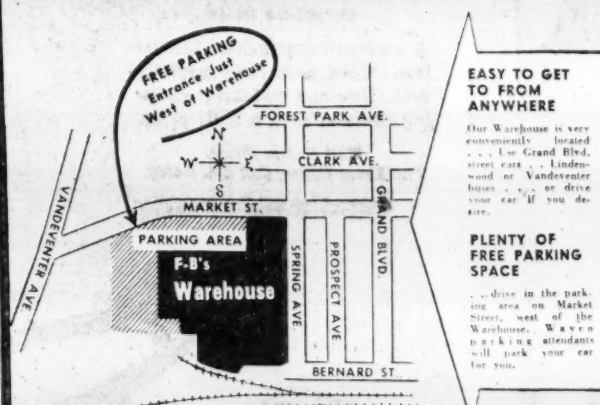 FREE PARKING
Entrance Just
West of Warehouse
FOREST PARK AVE.
N
W E
S
CLARK AVE.
MARKET ST.
VANDEVENTER AVE
PARKING AREA
F-B's
Warehouse
SPRING AVE.
PROSPECT AVE
GRAND BLVD.
BERNARD ST.
EASY TO GET
TO FROM
ANYWHERE
Our Warehouse is very
conveniently located
. . . Use Grand Blvd.
street cars . . Linden-
wood or Vandeventer
buses . . . or drive
your car if you de-
sire.
PLENTY OF
FREE PARKING
SPACE
. . .drive in the park-
ing area on Market
Street, west of the
Warehouse. Wayco
parking attendants
will park your car
for you.